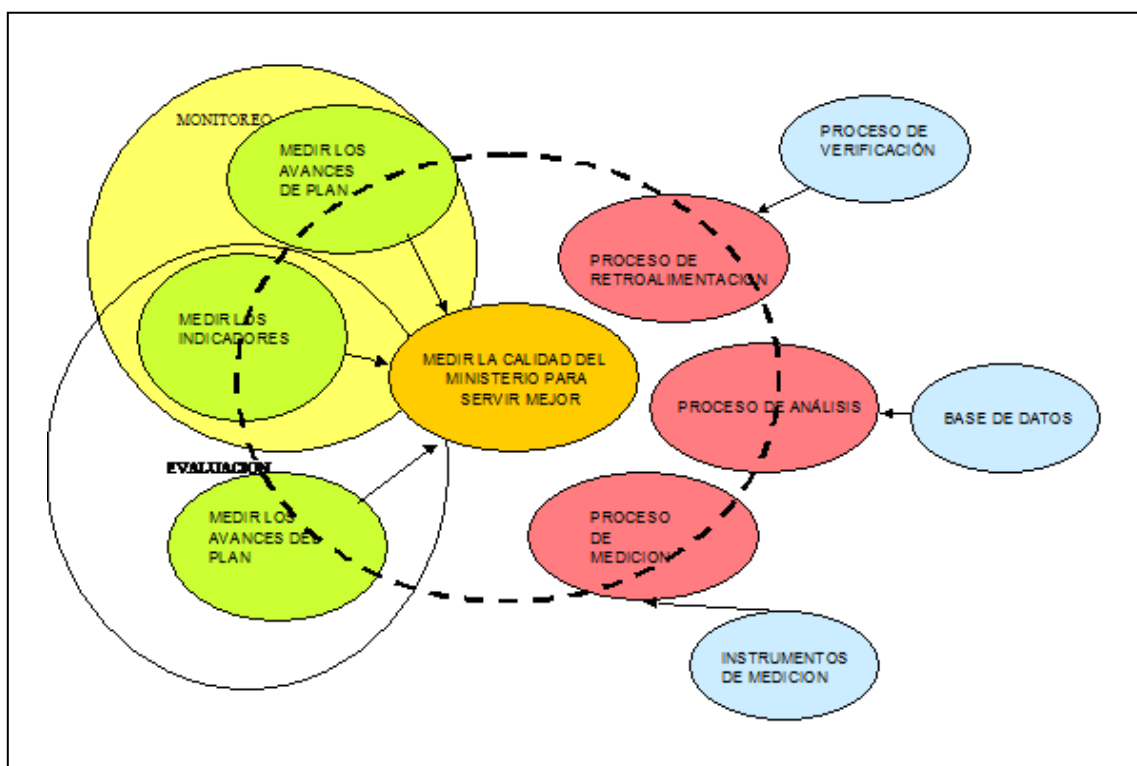 MONITOREO
MEDIR LOS
AVANCES
DE PLAN
MEDIR LOS
INDICADORES
EVALUACION
MEDIR LOS
AVANCES DEL
PLAN
MEDIR LA CALIDAD DEL
MINISTERIO PARA
SERVIR MEJOR
PROCESO DE
VERIFICACIÓN
PROCESO DE
RETROALIMENTACION
PROCESO DE ANÁLISIS
BASE DE DATOS
PROCESO
DE
MEDICION
INSTRUMENTOS
DE MEDICION